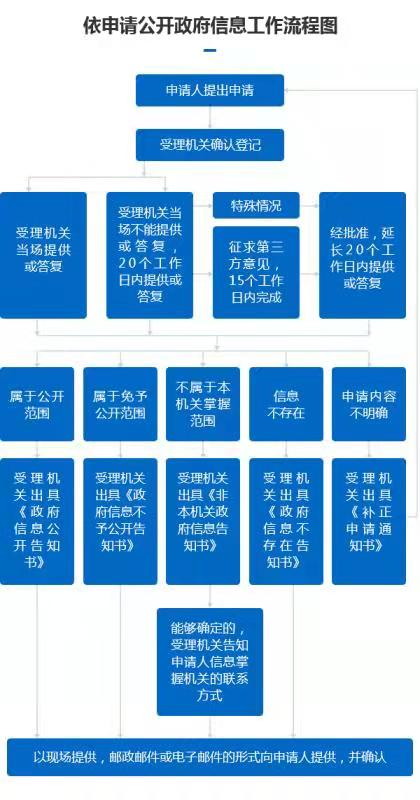 依申请公开政府信息工作流程图
申请人提出申请
受理机关确认登记
受理机关
当场提供
或答复
受理机关当
场不能提供
或答复，
20个工作
日内提供或
答复
特殊情况
征求第三
方意见，
15个工作
日内完成
经批准，延
长20个工
作日内提供
或答复
属于公开
范围
属于免予
公开范围
不属于本
机关掌握
范围
信息
不存在
申请内容
不明确
受理机
关出具
《政府
信息公
开告知
书》
受理机关
出具《政
府信息不
予公开告
知书》
受理机关
出具《非
本机关政
府信息告
知书》
受理机
关出具
《政府
信息不
存在告
知书》
受理机
关出具
《补正
申请通
知书》
能够确定的，
受理机关告知
申请人信息掌
握机关的联系
方式
以现场提供，邮政邮件或电子邮件的形式向申请人提供，并确认